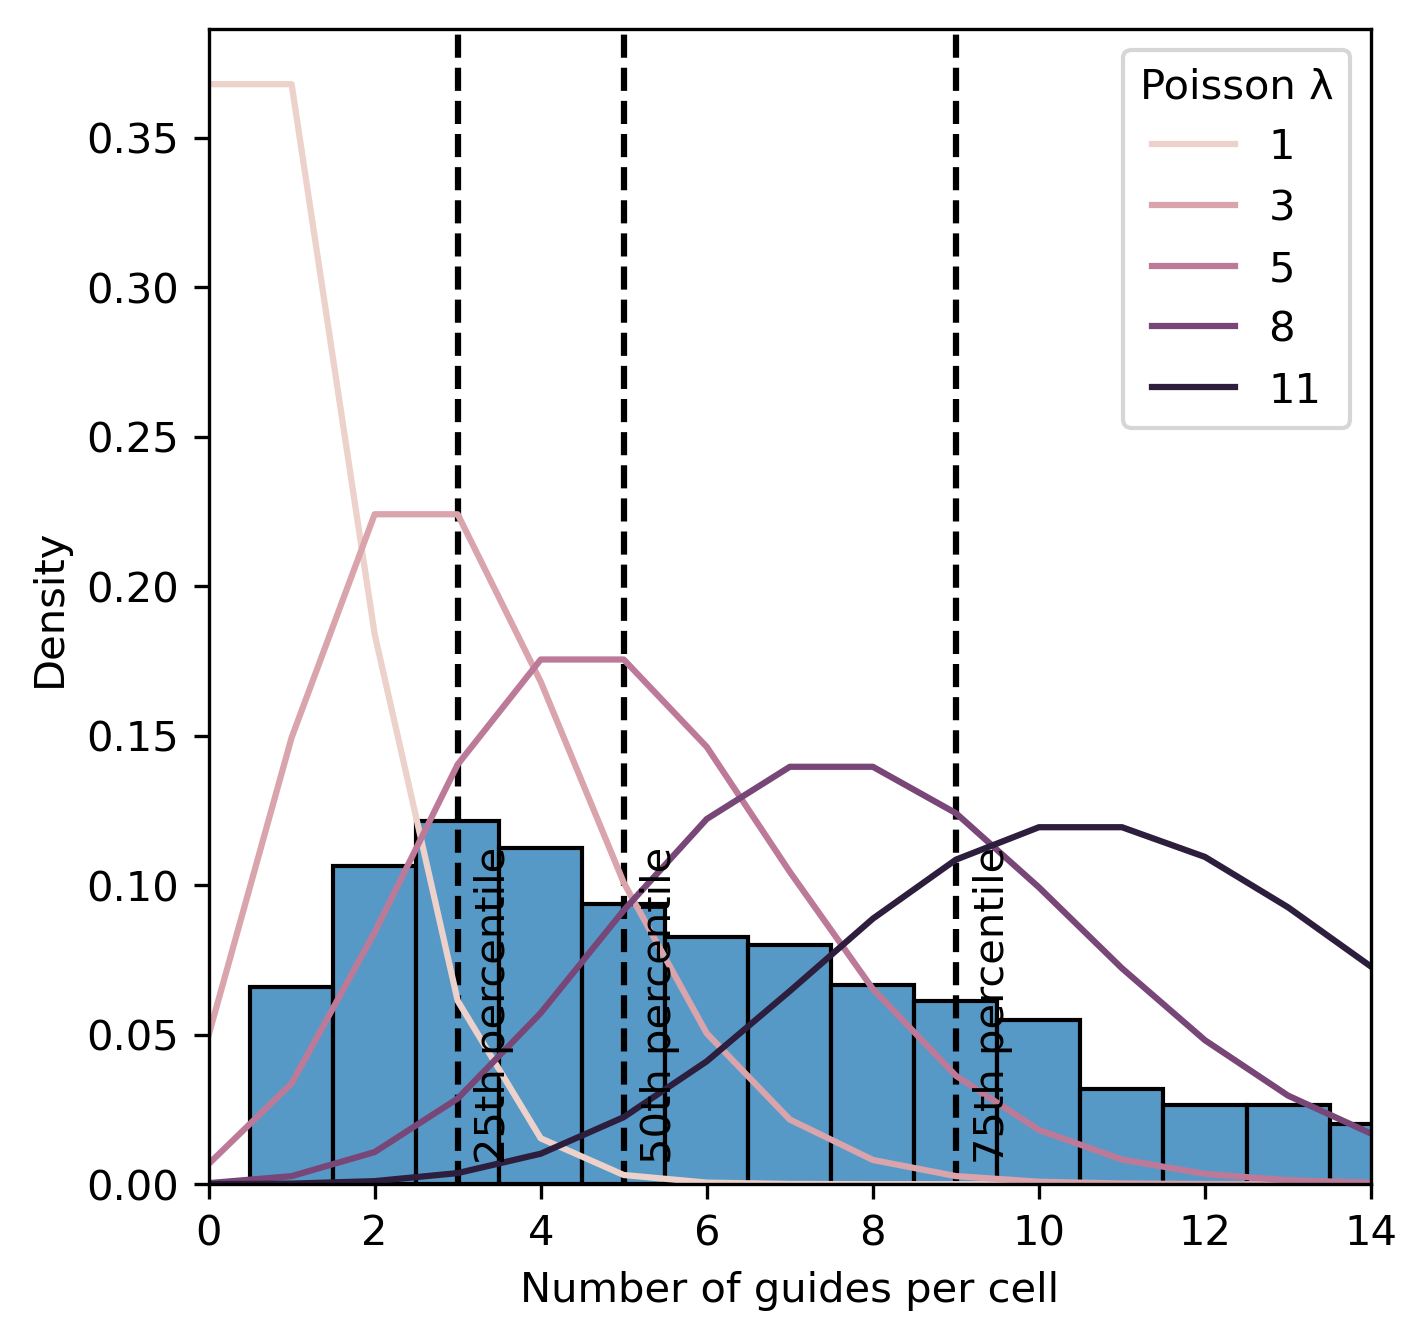 Poisson λ
1
3
5
8
11
0.35
0.30
0.25
0.20
0.15
0.10
0.05
0.00
Density
25th percentile
50th percentile
75th percentile
0 2 4 6 8 10 12 14
Number of guides per cell